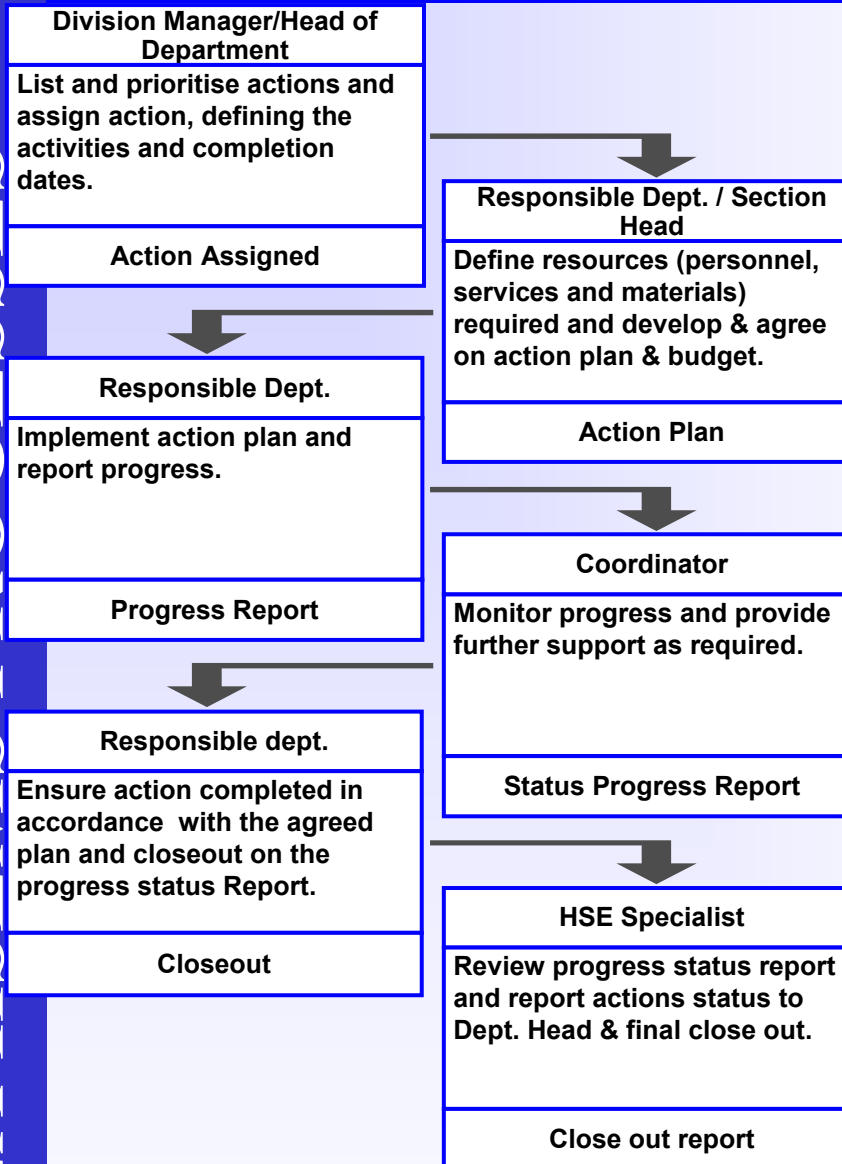 Division Manager/Head of
Department
List and prioritise actions and
assign action, defining the
activities and completion
dates.
Action Assigned
Responsible Dept. / Section
Head
Define resources (personnel,
services and materials)
required and develop & agree
on action plan & budget.
Action Plan
Responsible Dept.
Implement action plan and
report progress.
Progress Report
Coordinator
Monitor progress and provide
further support as required.
Status Progress Report
Responsible dept.
Ensure action completed in
accordance  with the agreed
plan and closeout on the
progress status Report.
Closeout
HSE Specialist
Review progress status report
and report actions status to
Dept. Head & final close out.
Close out report